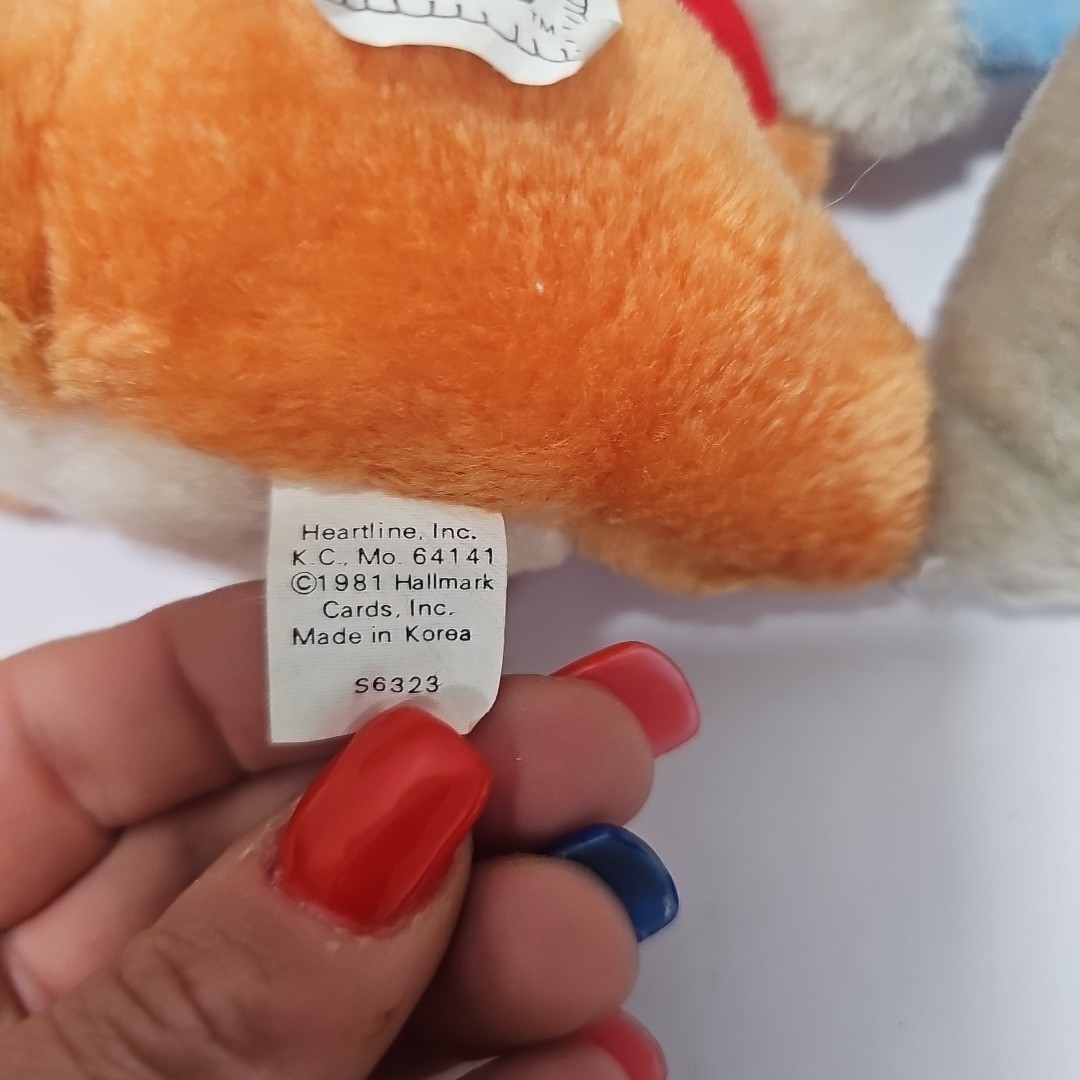 TM
Heartline, Inc.
K.C., Mo. 64141
©1981 Hallmark
Cards, Inc.
Made in Korea
S6323